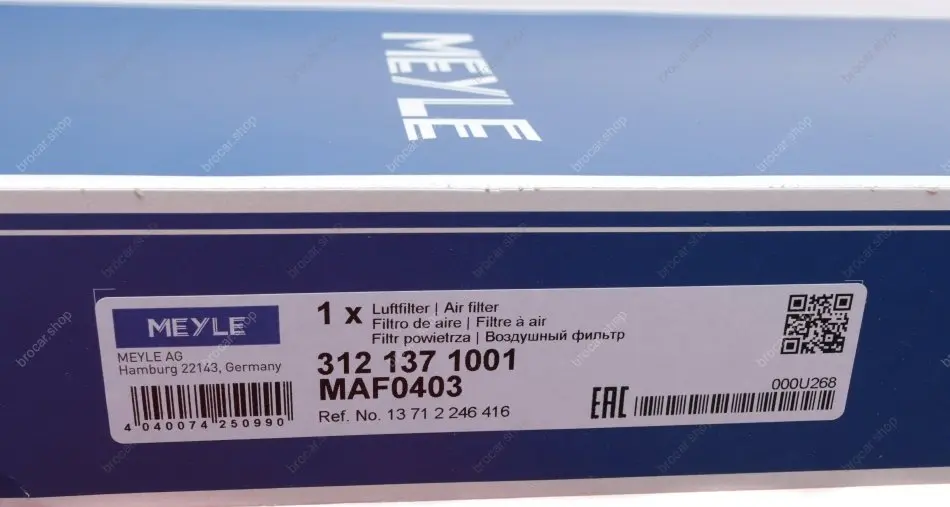 MEYLE
MEYLE
MEYLE AG
Hamburg 22143, Germany
4 040074 250990
1 x Luftfilter | Air filter
Filtro de aire | Filtre à air
Filtr powietrza | Воздушный фильтр
312 137 1001
MAF0403
Ref. No. 13 71 2 246 416
EAC
000U268
brocar.shop